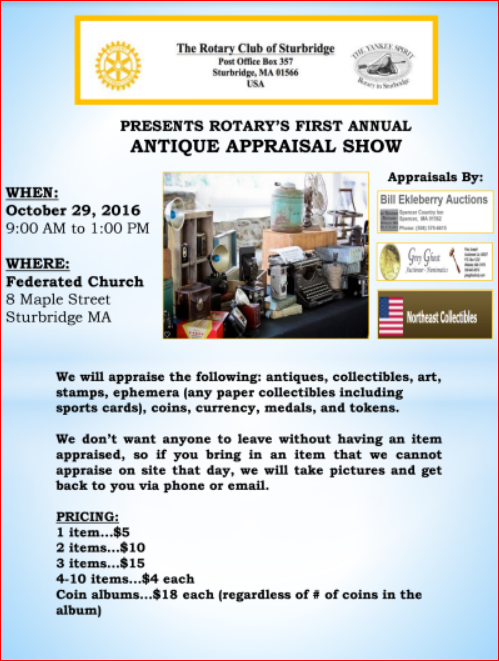 The Rotary Club of Sturbridge
Post Office Box 357
Sturbridge, MA 01566
USA
THE YANKEE SPIRIT
Rotary in Sturbridge
PRESENTS ROTARY'S FIRST ANNUAL
ANTIQUE APPRAISAL SHOW
WHEN:
October 29, 2016
9:00 AM to 1:00 PM
WHERE:
Federated Church
8 Maple Street
Sturbridge MA
Appraisals By:
Bill Ekleberry Auctions
Spencer Country Inn
Spencer, MA 01562
Grey Ghost
Northeast Collectibles
We will appraise the following: antiques, collectibles, art,
stamps, ephemera (any paper collectibles including
sports cards), coins, currency, medals, and tokens.
We don't want anyone to leave without having an item
appraised, so if you bring in an item that we cannot
appraise on site that day, we will take pictures and get
back to you via phone or email.
PRICING:
1 item...$5
2 items...$10
3 items...$15
4-10 items...$4 each
Coin albums...$18 each (regardless of # of coins in the
album)